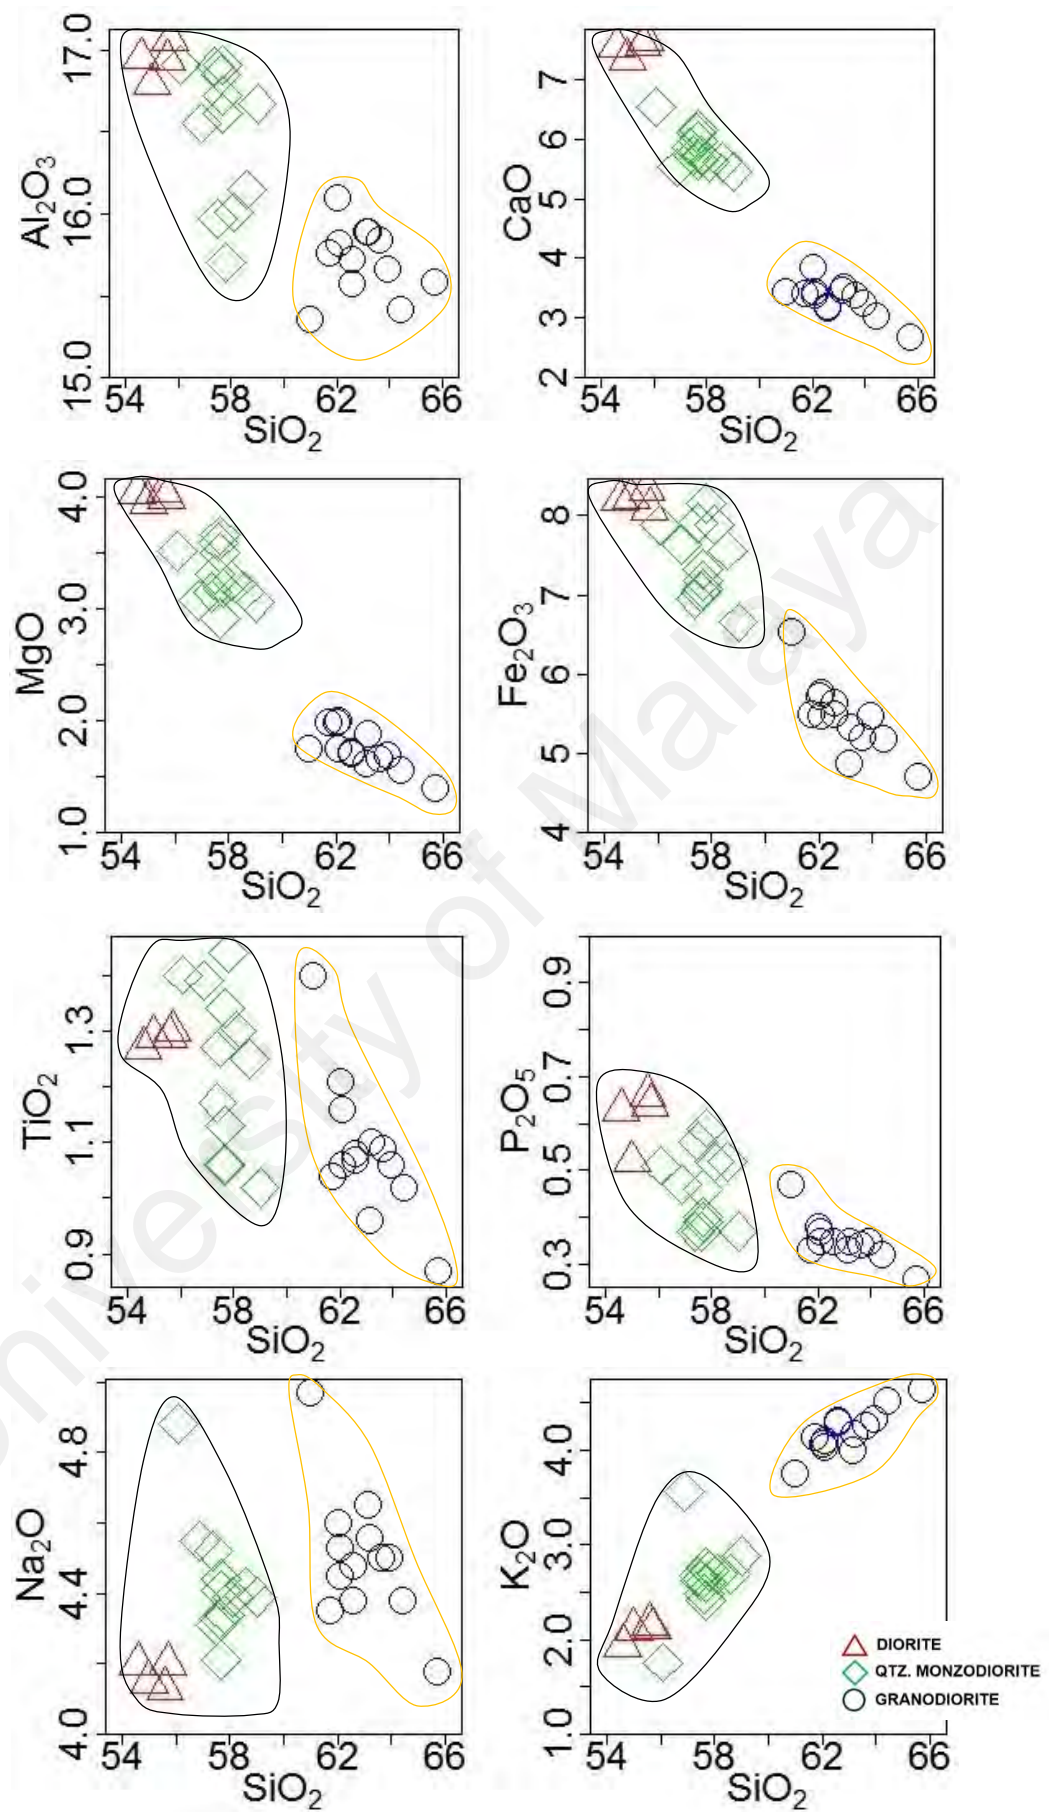 17.0
16.0
15.0
Al₂O₃
54 58 62 66
SiO₂
7
6
5
4
3
2
CaO
54 58 62 66
SiO₂
4.0
3.0
2.0
1.0
MgO
54 58 62 66
SiO₂
8
7
6
5
4
Fe₂O₃
54 58 62 66
SiO₂
1.3
1.1
0.9
TiO₂
54 58 62 66
SiO₂
0.9
0.7
0.5
0.3
P₂O₅
54 58 62 66
SiO₂
4.8
4.4
4.0
Na₂O
54 58 62 66
SiO₂
4.0
3.0
2.0
1.0
K₂O
54 58 62 66
SiO₂
DIORITE
QTZ. MONZODIORITE
GRANODIORITE
University of Malaya